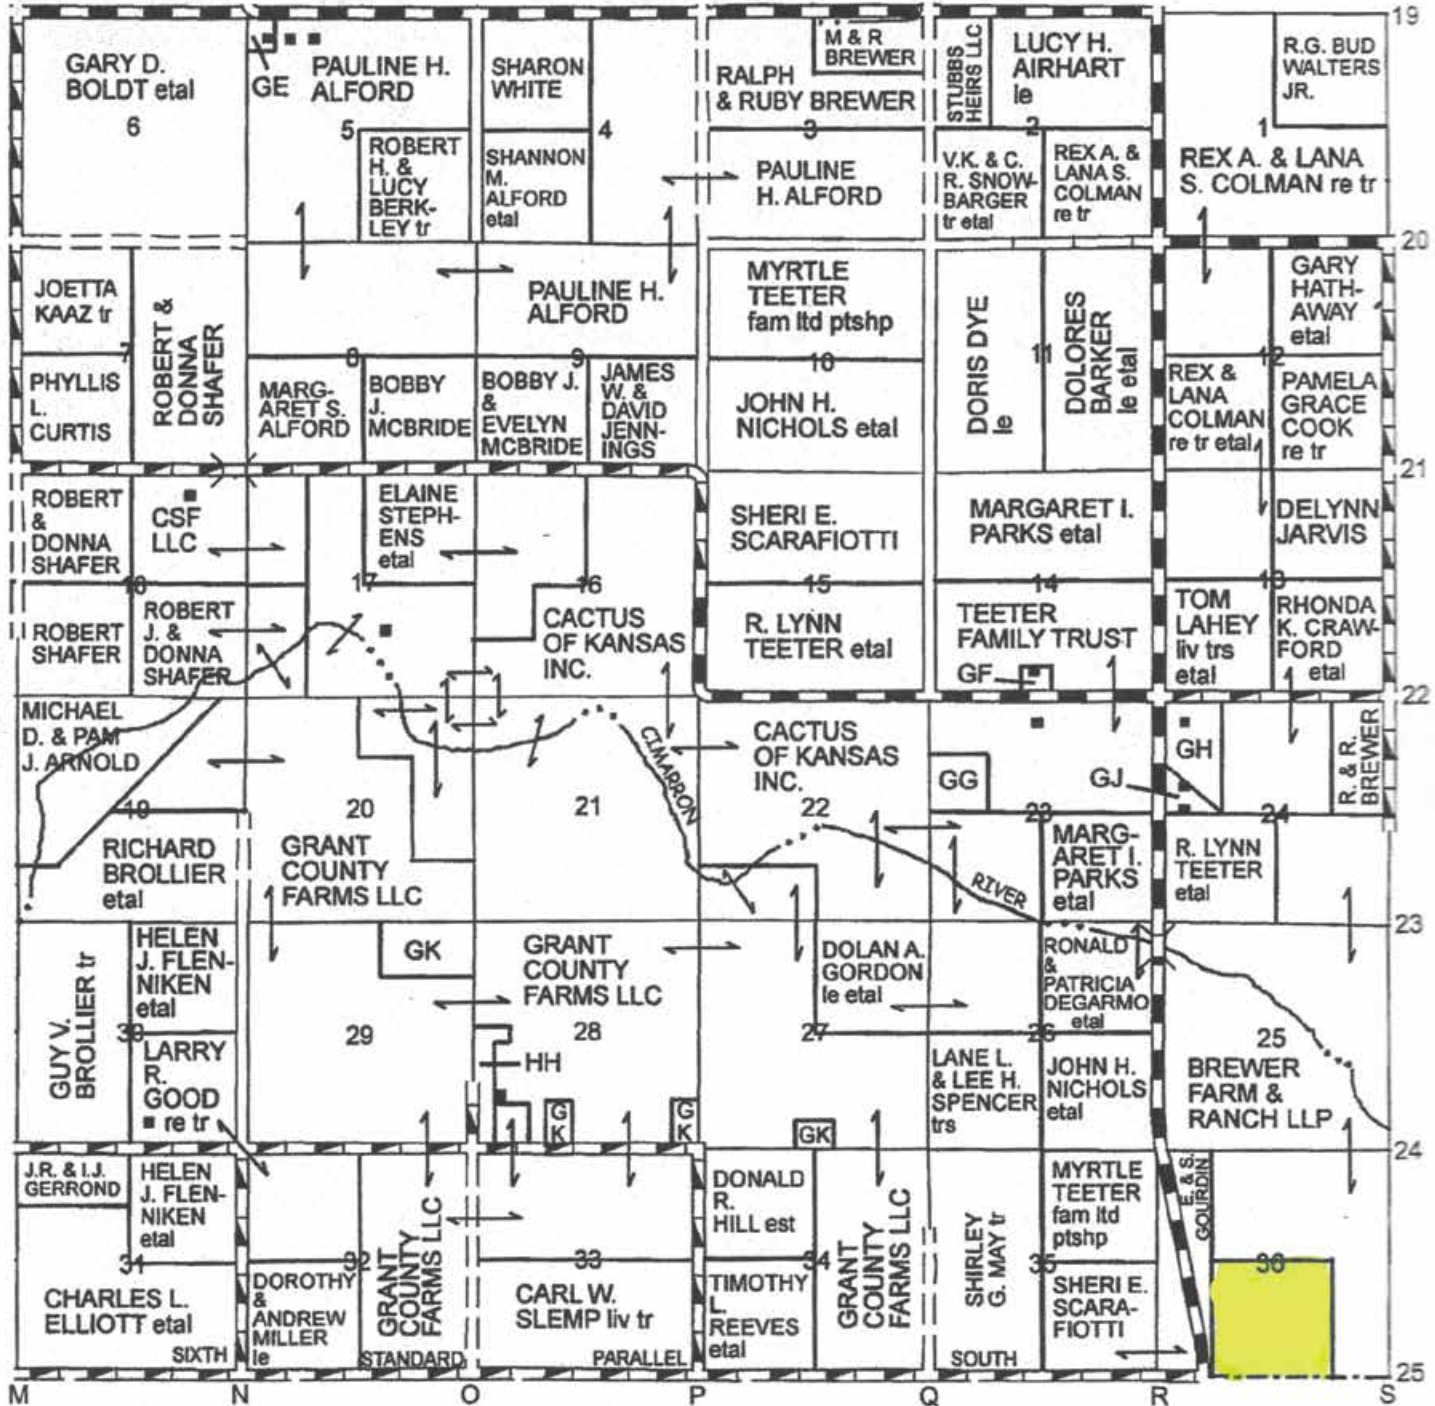 19
GARY D.
BOLDT etal
6
GE
PAULINE H.
ALFORD
5
ROBERT
H. &
LUCY
BERK-
LEY tr
SHARON
WHITE
4
SHANNON
M.
ALFORD
etal
M & R
BREWER
RALPH
& RUBY BREWER
3
PAULINE
H. ALFORD
STUBBS
HEIRS LLC
LUCY H.
AIRHART
le
2
V.K. & C.
R. SNOW-
BARGER
tr etal
REX A. &
LANA S.
COLMAN
re tr
R.G. BUD
WALTERS
JR.
1
REX A. & LANA
S. COLMAN re tr
20
JOETTA
KAAZ tr
7
PHYLLIS
L.
CURTIS
ROBERT &
DONNA
SHAFER
8
MARG-
ARET S.
ALFORD
BOBBY
J.
MCBRIDE
PAULINE H.
ALFORD
9
BOBBY J.
&
EVELYN
MCBRIDE
JAMES
W. &
DAVID
JENN-
INGS
MYRTLE
TEETER
fam ltd ptshp
10
JOHN H.
NICHOLS etal
DORIS DYE
le
11
DOLORES
BARKER
le etal
GARY
HATH-
AWAY
etal
12
REX &
LANA
COLMAN
re tr etal
PAMELA
GRACE
COOK
re tr
21
ROBERT
&
DONNA
SHAFER
CSF
LLC
18
ROBERT
SHAFER
ROBERT
J. &
DONNA
SHAFER
ELAINE
STEPH-
ENS
etal
17
16
CACTUS
OF KANSAS
INC.
SHERI E.
SCARAFIOTTI
15
R. LYNN
TEETER etal
MARGARET I.
PARKS etal
14
TEETER
FAMILY TRUST
GF
DELYNN
JARVIS
13
TOM
LAHEY
liv trs
etal
RHONDA
K. CRAW-
FORD
etal
22
MICHAEL
D. & PAM
J. ARNOLD
19
RICHARD
BROLLIER
etal
20
GRANT
COUNTY
FARMS LLC
21
CIMARRON
CACTUS
OF KANSAS
INC.
22
GG
23
MARG-
ARET I.
PARKS
etal
RIVER
GH
GJ
R. & R.
BREWER
24
R. LYNN
TEETER
etal
23
GUY V.
BROLLIER tr
HELEN
J. FLEN-
NIKEN
etal
30
LARRY
R.
GOOD
re tr
GK
29
GRANT
COUNTY
FARMS LLC
28
HH
G
K
G
K
DOLAN A.
GORDON
le etal
27
GK
RONALD
&
PATRICIA
DEGARMO
etal
26
LANE L.
& LEE H.
SPENCER
trs
JOHN H.
NICHOLS
etal
25
BREWER
FARM &
RANCH LLP
24
J.R. & I.J.
GERROND
HELEN
J. FLEN-
NIKEN
etal
31
CHARLES L.
ELLIOTT etal
SIXTH
32
DOROTHY
&
ANDREW
MILLER
le
GRANT
COUNTY
FARMS LLC
STANDARD
33
CARL W.
SLEMP liv tr
PARALLEL
DONALD
R.
HILL est
34
TIMOTHY
L
REEVES
etal
GRANT
COUNTY
FARMS LLC
SHIRLEY
G. MAY tr
SOUTH
MYRTLE
TEETER
fam ltd
ptshp
35
SHERI E.
SCARA-
FIOTTI
E. & S.
GOURDIN
36
25
M N O P Q R S